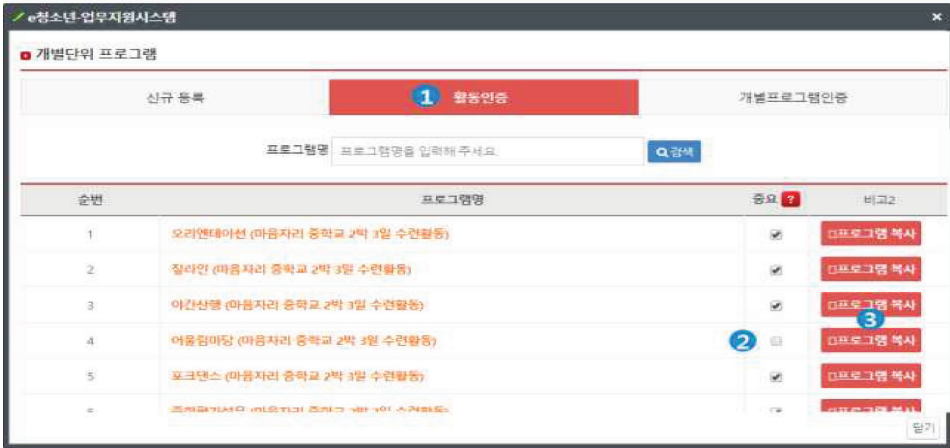 e청소년-업무지원시스템 ×
개별단위 프로그램
신규 등록 1 활동인증 개별프로그램인증
프로그램명 프로그램명을 입력해 주세요. 검색
순번 프로그램명 중요 ? 비고2
1 오리엔테이션 (마음자리 중학교 2박 3일 수련활동) 프로그램 복사
2 짚라인 (마음자리 중학교 2박 3일 수련활동) 프로그램 복사
3 야간산행 (마음자리 중학교 2박 3일 수련활동) 프로그램 복사
3
4 어울림마당 (마음자리 중학교 2박 3일 수련활동) 2 프로그램 복사
5 포크댄스 (마음자리 중학교 2박 3일 수련활동) 프로그램 복사
닫기